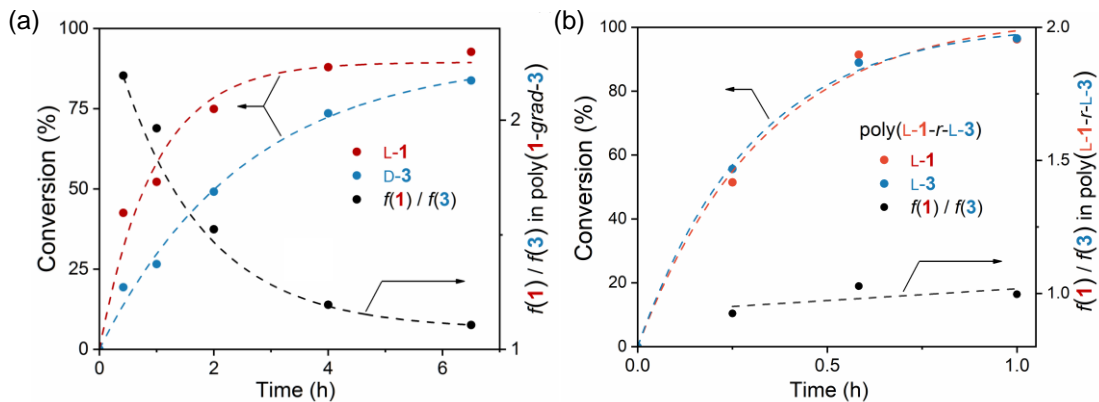 (a)
Conversion (%)
100
75
50
25
0
0
2
4
6
Time (h)
2
1
f(1) / f(3) in poly(1-grad-3)
L-1
D-3
f(1) / f(3)
(b)
Conversion (%)
100
80
60
40
20
0
0.0
0.5
1.0
Time (h)
2.0
1.5
1.0
f(1) / f(3) in poly(L-1-r-L-3)
poly(L-1-r-L-3)
L-1
L-3
f(1) / f(3)